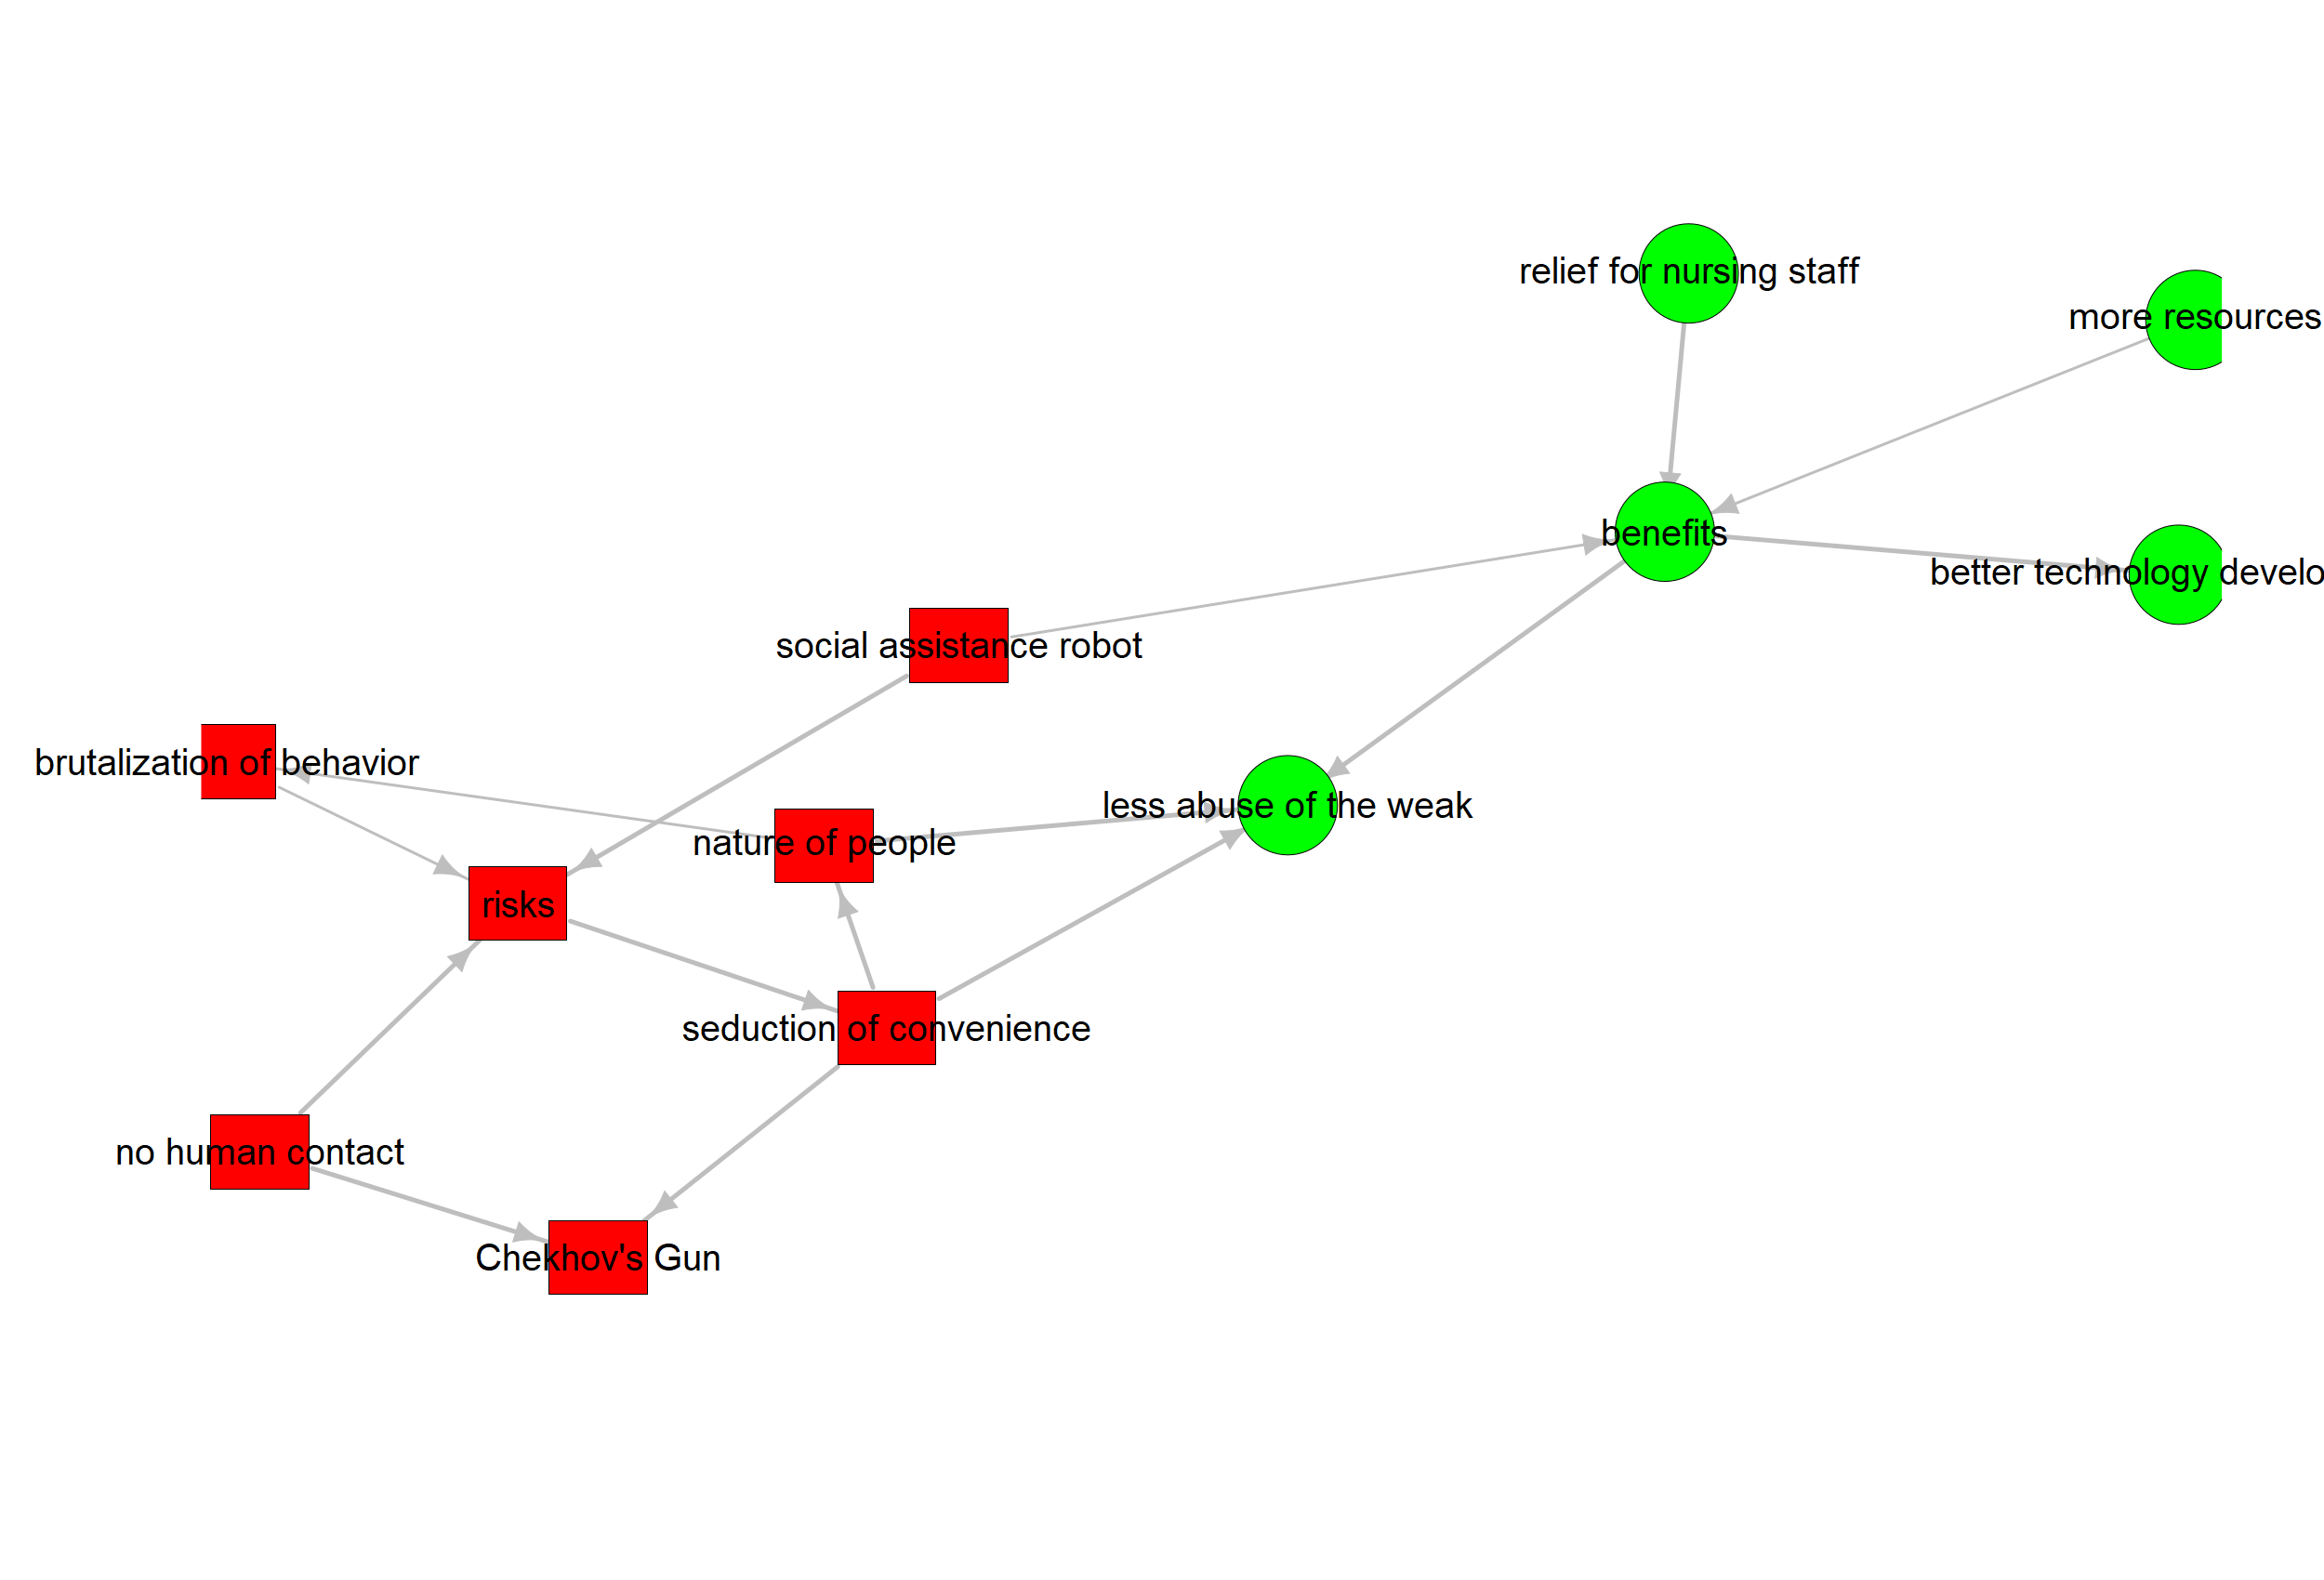 relief for nursing staff
more resources
benefits
better technology develo
social assistance robot
brutalization of behavior
less abuse of the weak
nature of people
risks
seduction of convenience
no human contact
Chekhov's Gun